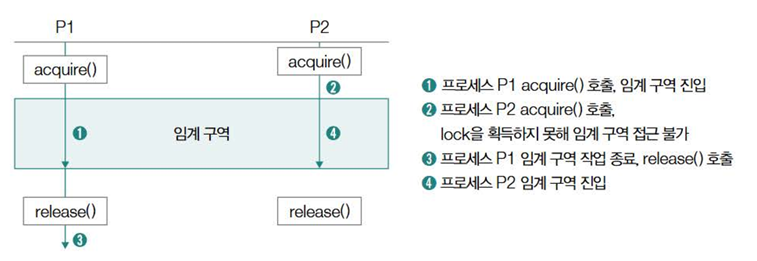 P1
P2
acquire()
acquire()
❷
❶
임계 구역
❹
release()
release()
❸
❶ 프로세스 P1 acquire() 호출, 임계 구역 진입
❷ 프로세스 P2 acquire() 호출,
lock을 획득하지 못해 임계 구역 접근 불가
❸ 프로세스 P1 임계 구역 작업 종료, release() 호출
❹ 프로세스 P2 임계 구역 진입